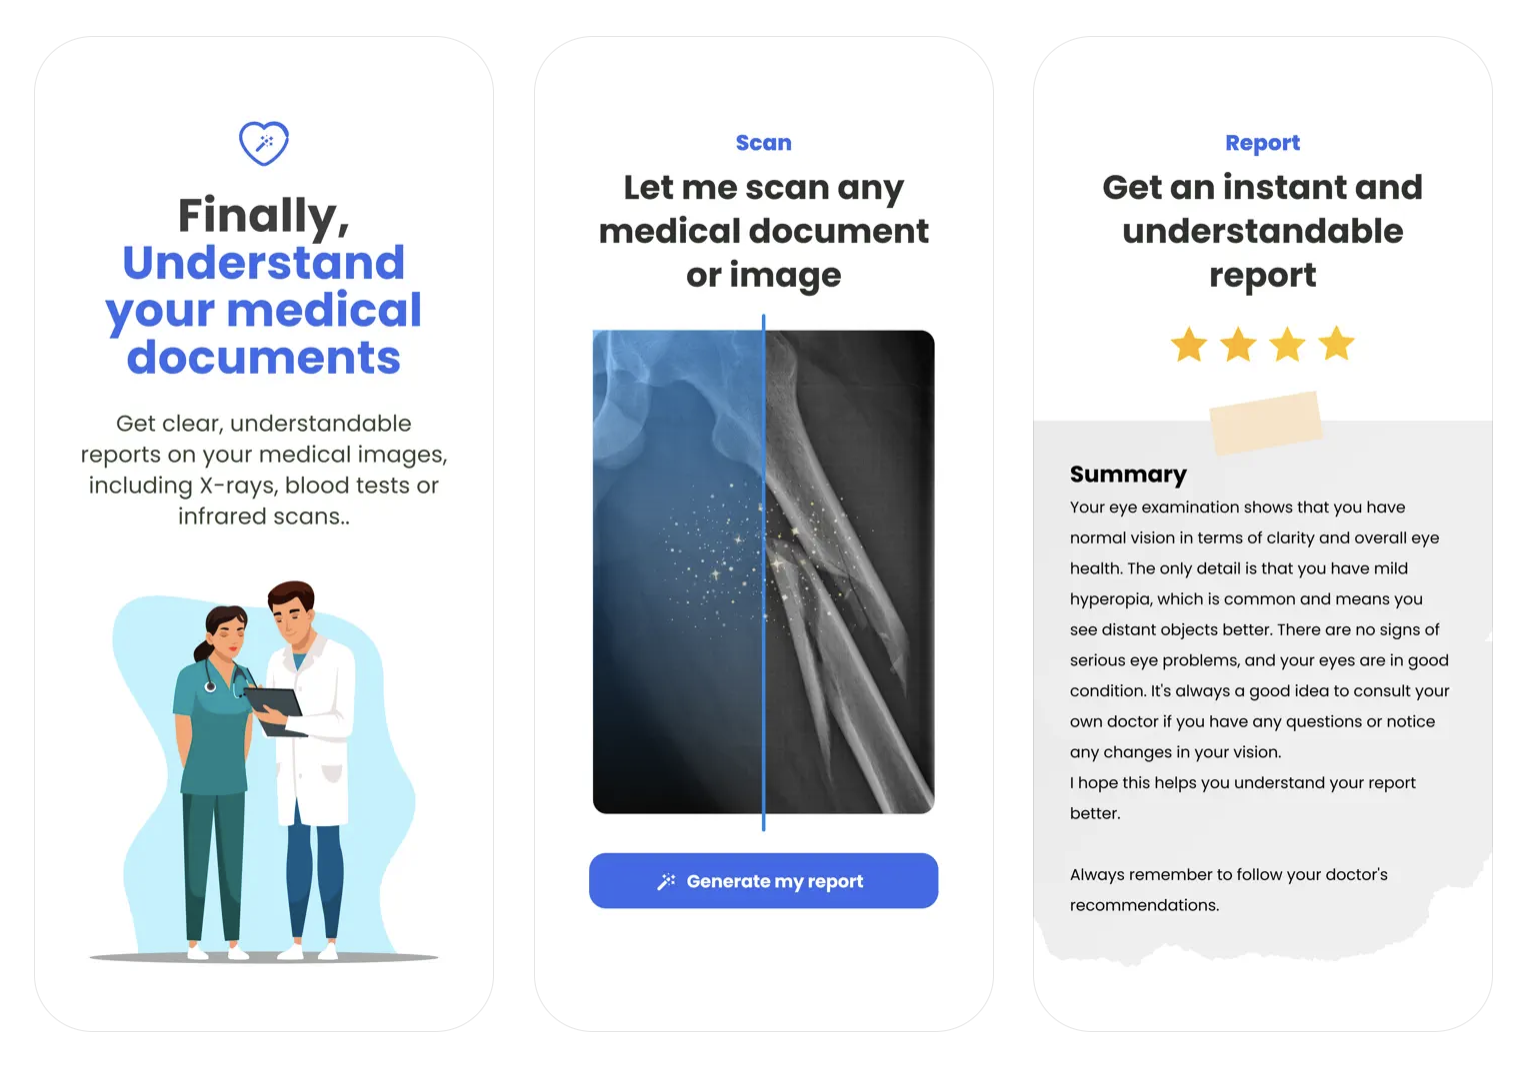 Finally,
Understand
your medical
documents
Get clear, understandable
reports on your medical images,
including X-rays, blood tests or
infrared scans..
Scan
Let me scan any
medical document
or image
Generate my report
Report
Get an instant and
understandable
report
Summary
Your eye examination shows that you have
normal vision in terms of clarity and overall eye
health. The only detail is that you have mild
hyperopia, which is common and means you
see distant objects better. There are no signs of
serious eye problems, and your eyes are in good
condition. It's always a good idea to consult your
own doctor if you have any questions or notice
any changes in your vision.
I hope this helps you understand your report
better.
Always remember to follow your doctor's
recommendations.